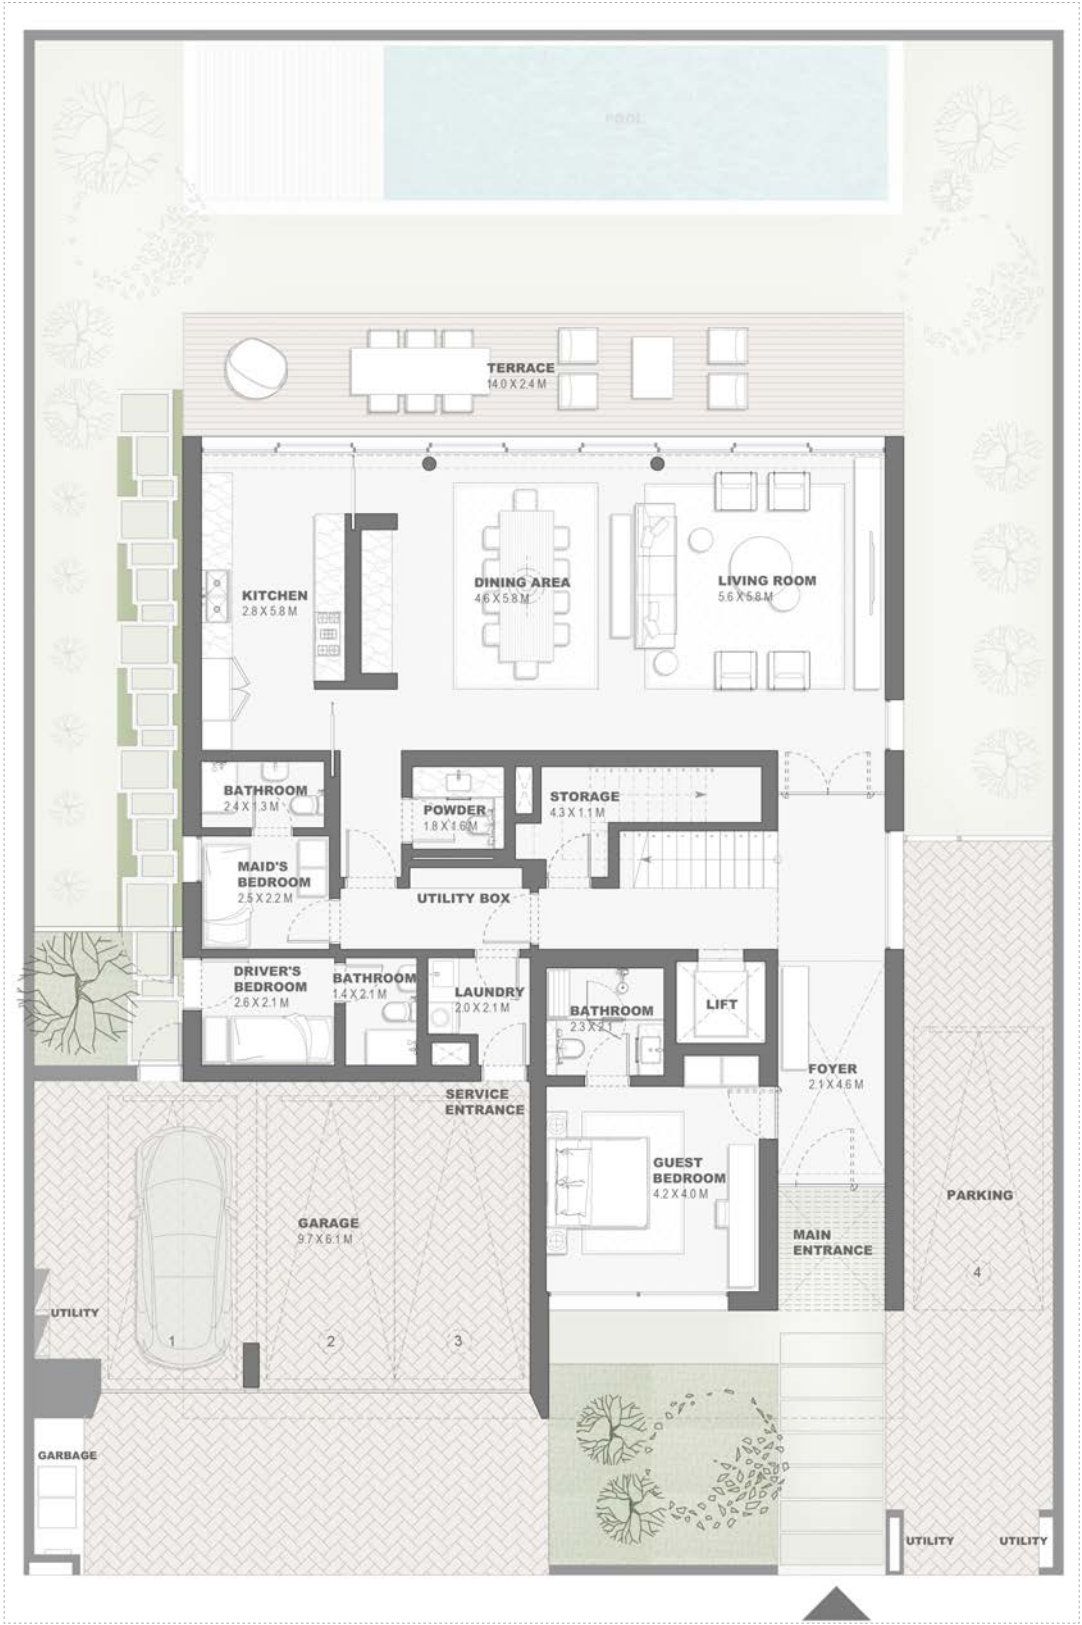 POOL
TERRACE
14.0 X 2.4 M
KITCHEN
2.8 X 5.8 M
DINING AREA
4.6 X 5.8 M
LIVING ROOM
5.6 X 5.8 M
BATHROOM
2.4 X 1.3 M
POWDER
1.8 X 1.6 M
STORAGE
4.3 X 1.1 M
MAID'S
BEDROOM
2.5 X 2.2 M
UTILITY BOX
DRIVER'S
BEDROOM
2.6 X 2.1 M
BATHROOM
1.4 X 2.1 M
LAUNDRY
2.0 X 2.1 M
BATHROOM
2.3 X 2.1
LIFT
FOYER
2.1 X 4.6 M
SERVICE
ENTRANCE
GUEST
BEDROOM
4.2 X 4.0 M
PARKING
4
GARAGE
9.7 X 6.1 M
MAIN
ENTRANCE
UTILITY
1
2
3
GARBAGE
UTILITY
UTILITY